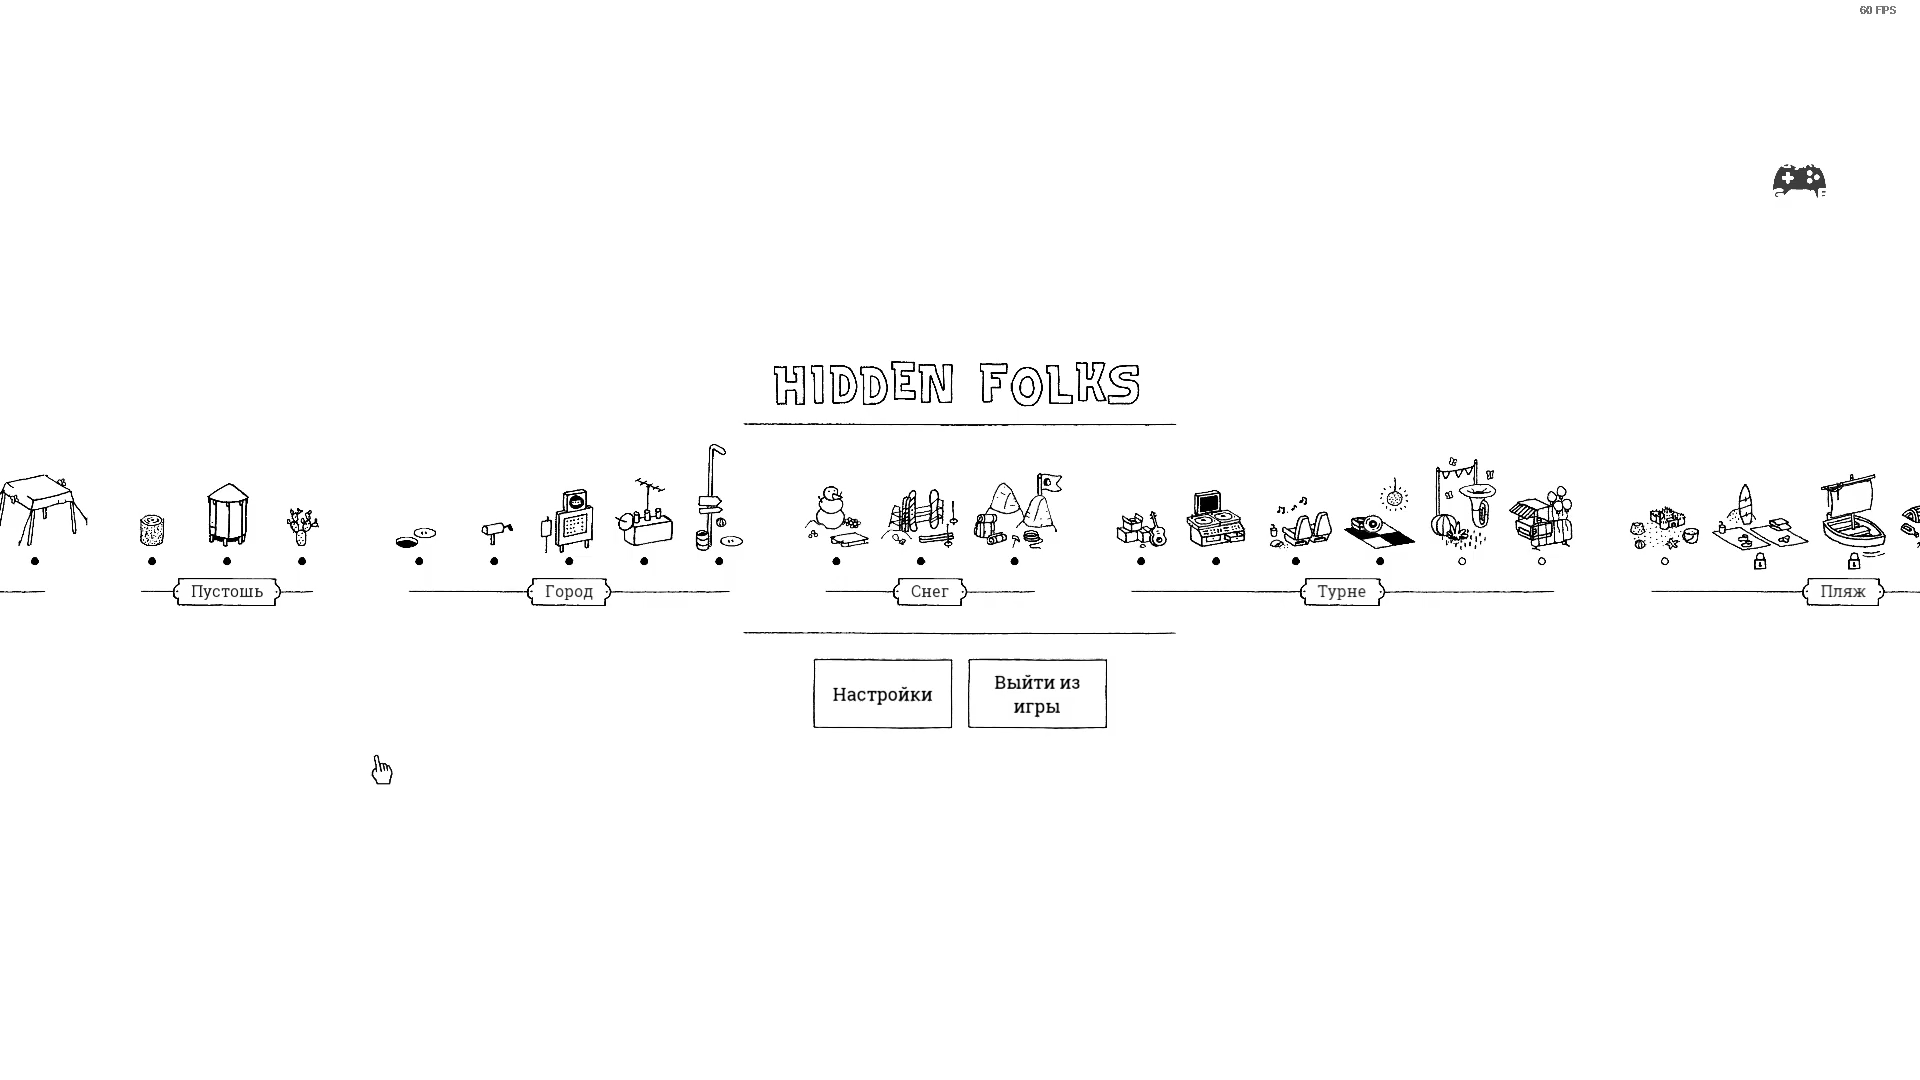 60 FPS
HIDDEN FOLKS
Пустошь
Город
Снег
Турне
Пляж
Настройки
Выйти из
игры